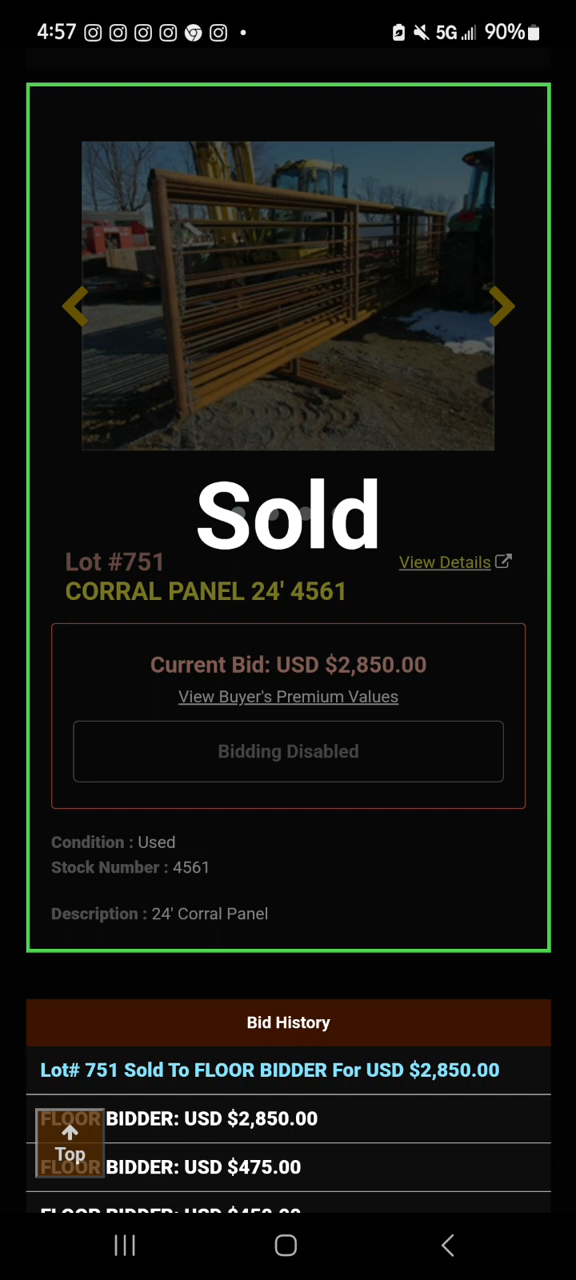 4:57 5G 90%
Sold
Lot #751 View Details
CORRAL PANEL 24' 4561
Current Bid: USD $2,850.00
View Buyer's Premium Values
Bidding Disabled
Condition : Used
Stock Number : 4561
Description : 24' Corral Panel
Bid History
Lot# 751 Sold To FLOOR BIDDER For USD $2,850.00
FLOOR BIDDER: USD $2,850.00
Top
FLOOR BIDDER: USD $475.00
FLOOR BIDDER: USD